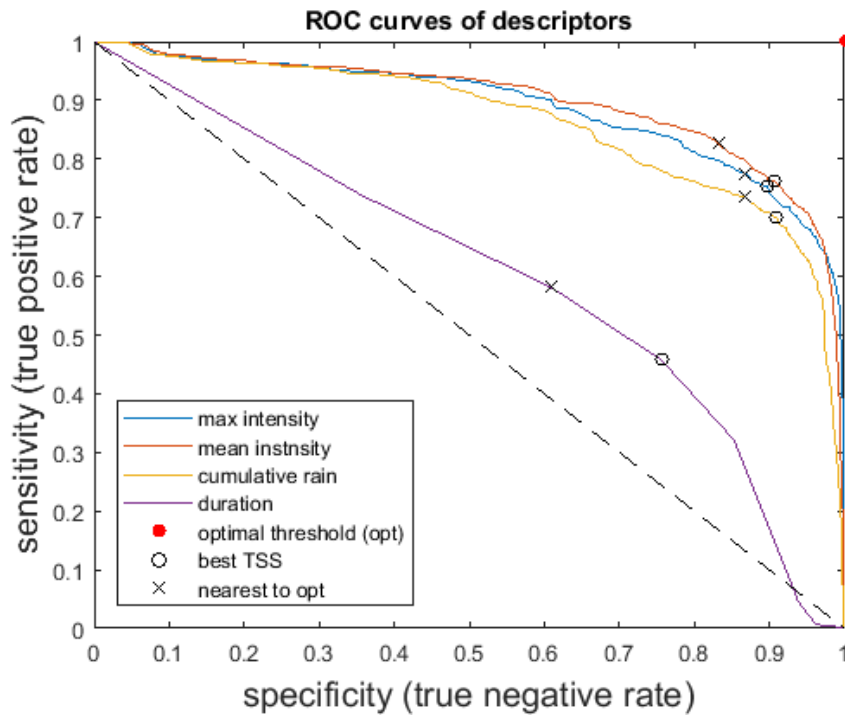 ROC curves of descriptors
1
0.9
0.8
0.7
0.6
0.5
0.4
0.3
0.2
0.1
0
sensitivity (true positive rate)
max intensity
mean instnsity
cumulative rain
duration
optimal threshold (opt)
best TSS
nearest to opt
0 0.1 0.2 0.3 0.4 0.5 0.6 0.7 0.8 0.9 1
specificity (true negative rate)